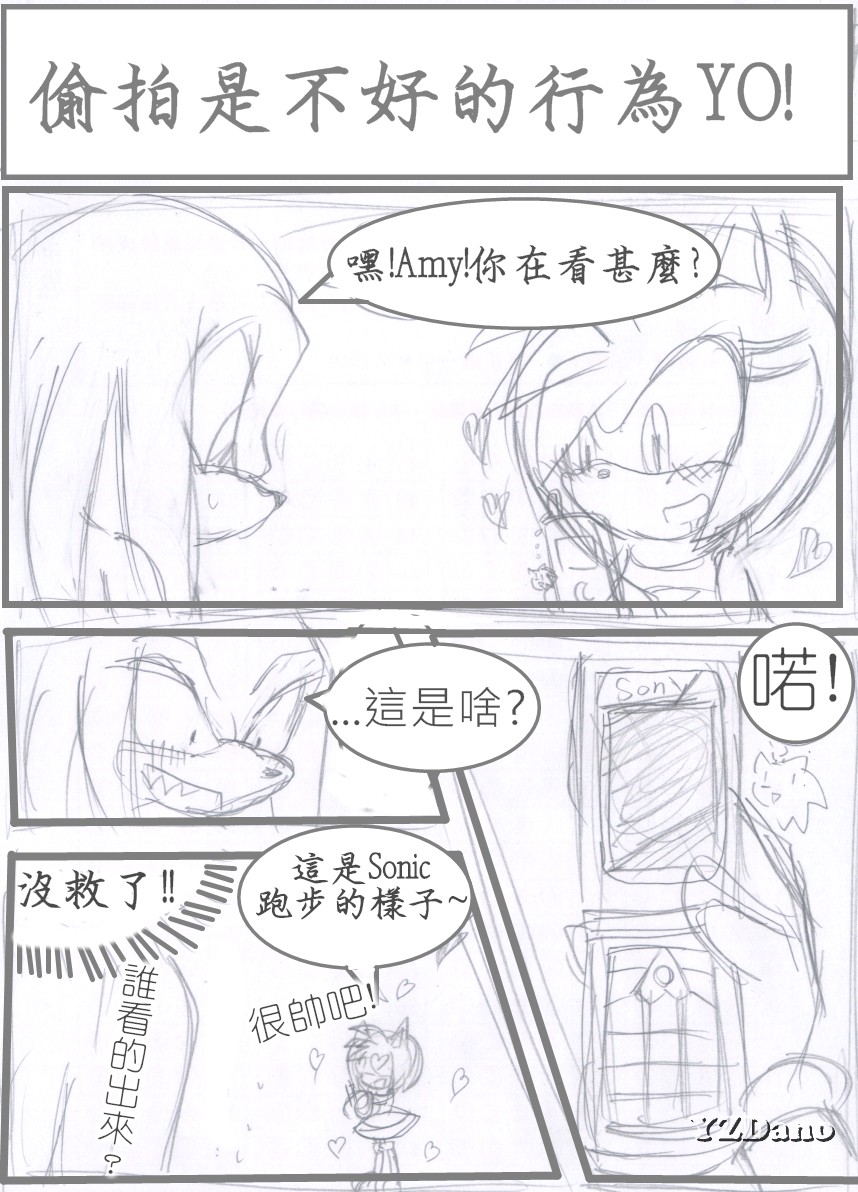 偷拍是不好的行為YO!
嘿!Amy!你在看甚麼?
...這是啥?
喏!
Sony
沒救了!!
這是Sonic
跑步的樣子~
很帥吧!
誰看的出來?
YZDano